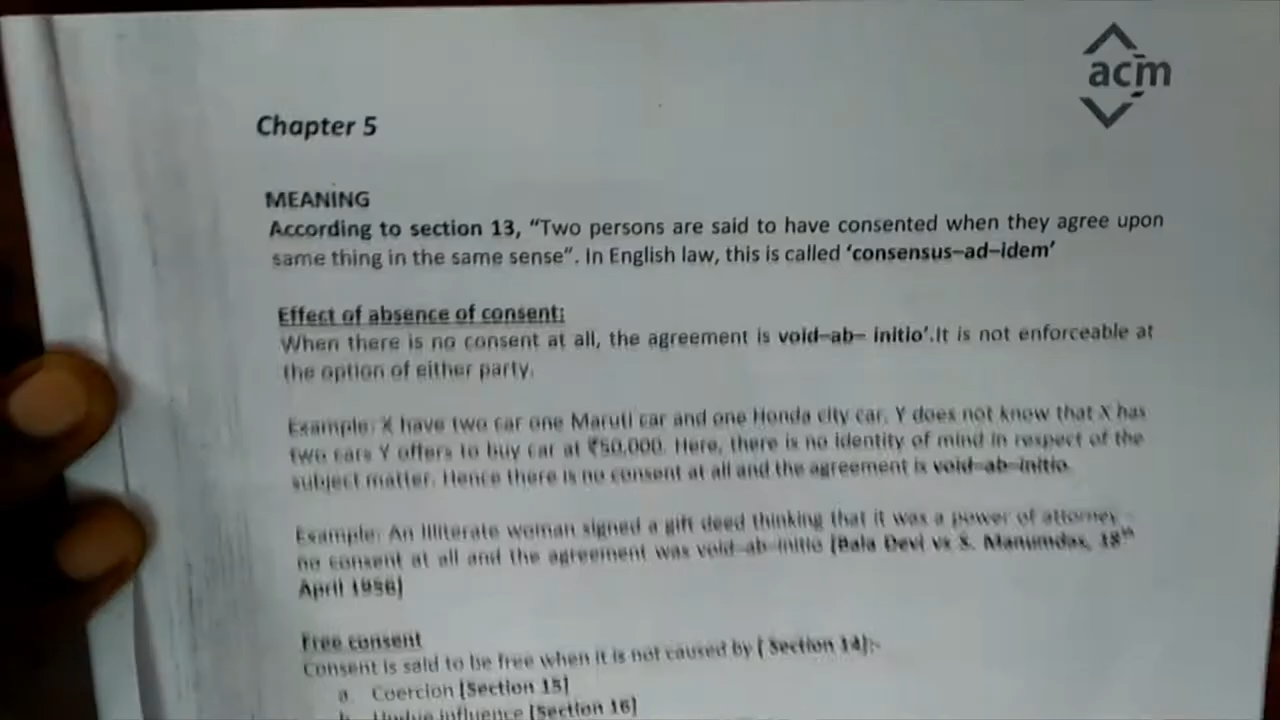 acm
Chapter 5
MEANING
According to section 13, “Two persons are said to have consented when they agree upon
same thing in the same sense”. In English law, this is called ‘consensus–ad–idem’
Effect of absence of consent:
When there is no consent at all, the agreement is void–ab– initio’.It is not enforceable at
the option of either party.
Example: X have two car one Maruti car and one Honda city car. Y does not know that X has
two cars Y offers to buy car at ₹50,000. Here, there is no identity of mind in respect of the
subject matter. Hence there is no consent at all and the agreement is void–ab–initio.
Example: An illiterate woman signed a gift deed thinking that it was a power of attorney –
no consent at all and the agreement was void–ab–initio [Bala Devi vs S. 18th
April 1956]
Free consent
Consent is said to be free when it is not caused by [ Section 14]:-
a. Coercion [Section 15]
b. Undue influence [Section 16]